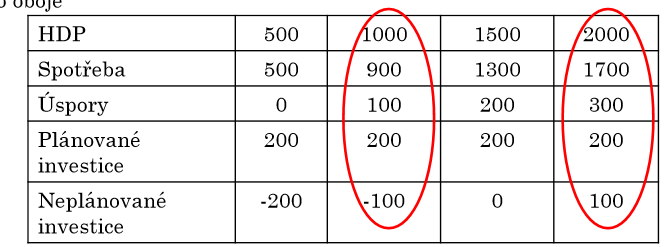 oboje
HDP 500 1000 1500 2000
Spotřeba 500 900 1300 1700
Úspory 0 100 200 300
Plánované 200 200 200 200
investice
Neplánované -200 -100 0 100
investice